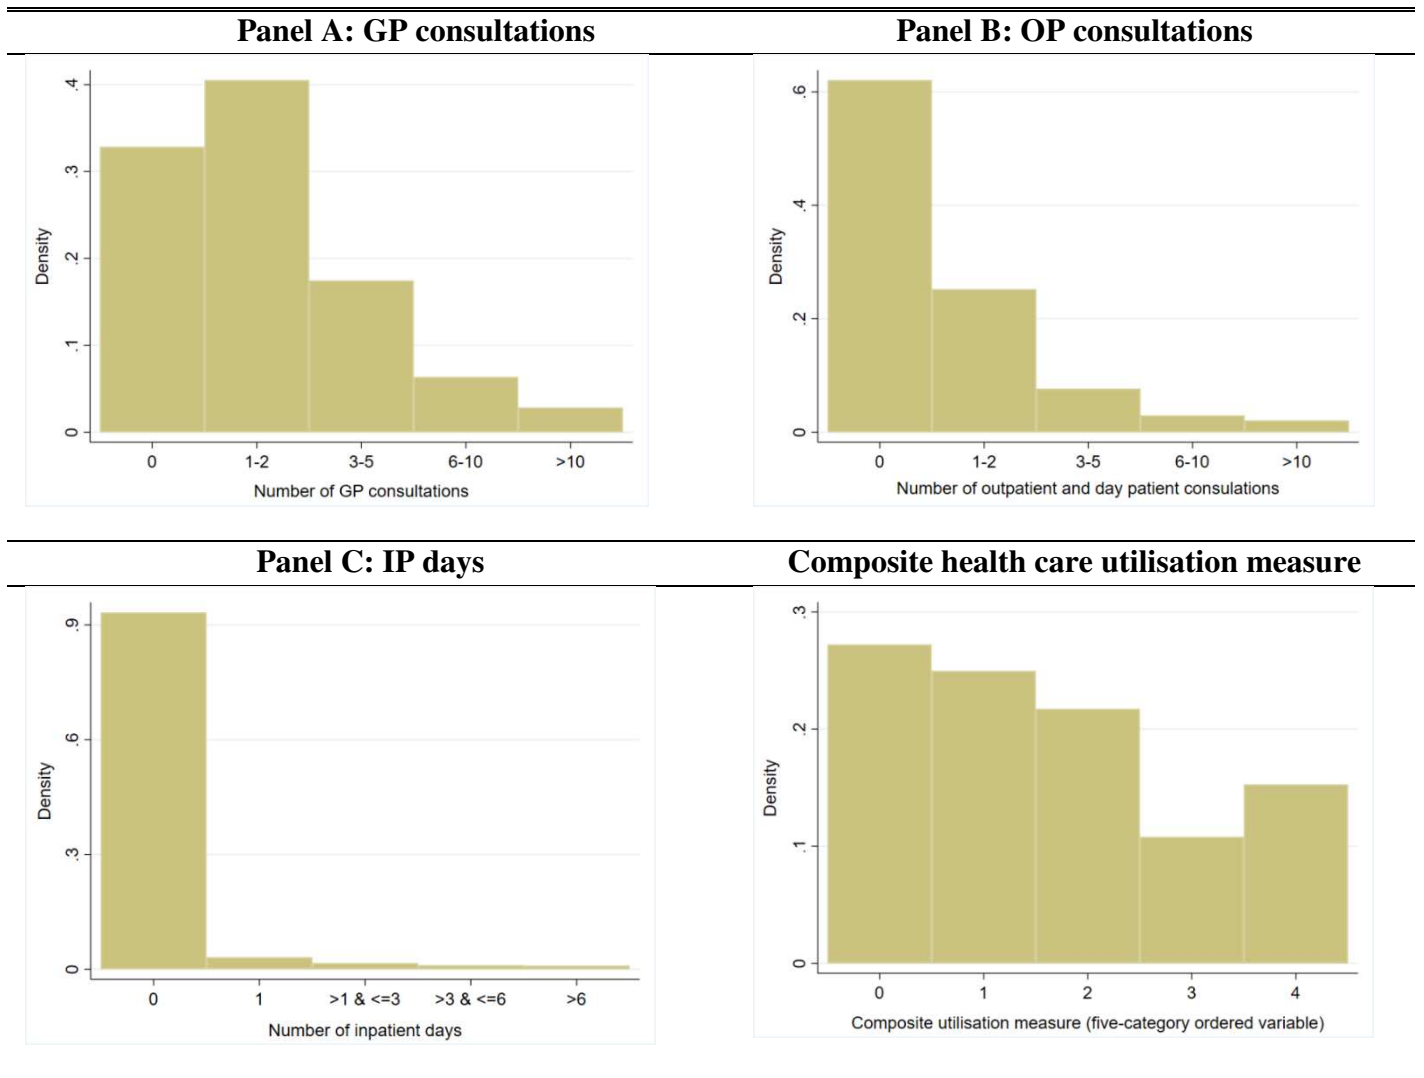 Panel A: GP consultations
Density
.4
.3
.2
.1
0
0 1-2 3-5 6-10 >10
Number of GP consultations
Panel B: OP consultations
Density
.6
.4
.2
0
0 1-2 3-5 6-10 >10
Number of outpatient and day patient consulations
Panel C: IP days
Density
.9
.6
.3
0
0 1 >1 & <=3 >3 & <=6 >6
Number of inpatient days
Composite health care utilisation measure
Density
.3
.2
.1
0
0 1 2 3 4
Composite utilisation measure (five-category ordered variable)